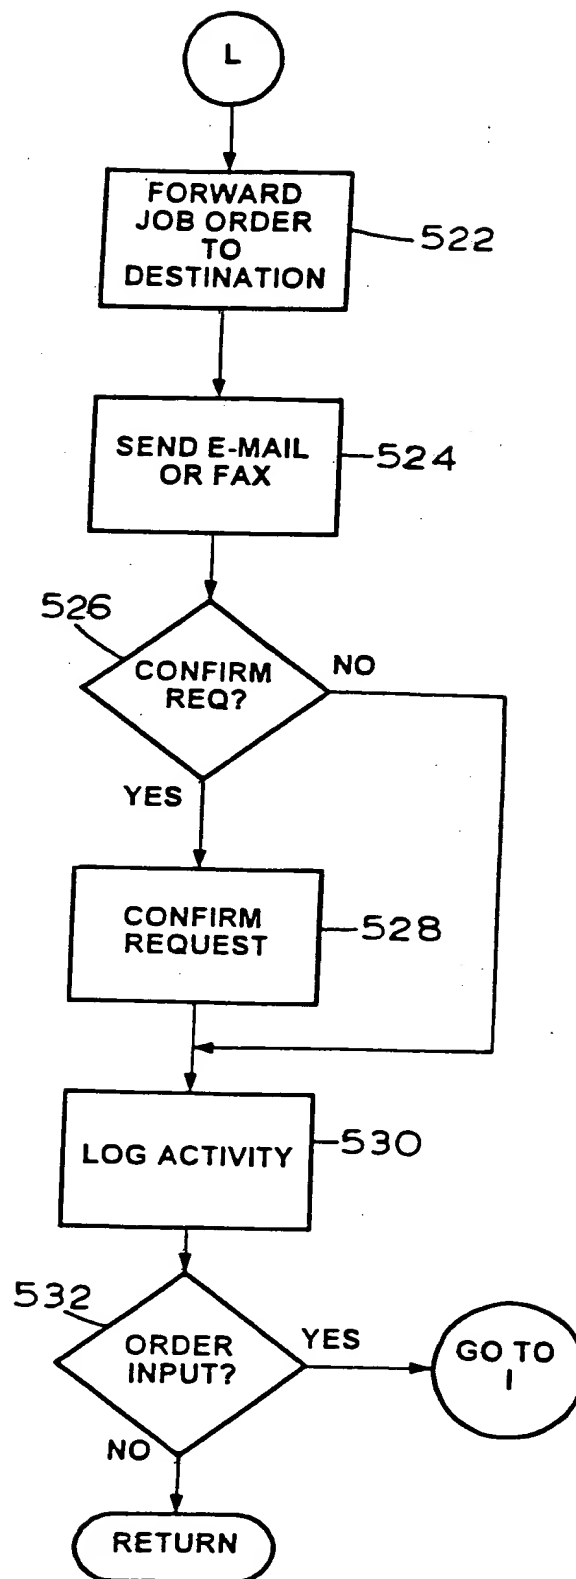 L
FORWARD
JOB ORDER
TO
DESTINATION
522
SEND E-MAIL
OR FAX
524
526
CONFIRM
REQ?
NO
YES
CONFIRM
REQUEST
528
LOG ACTIVITY
530
532
ORDER
INPUT?
YES
GO TO
I
NO
RETURN